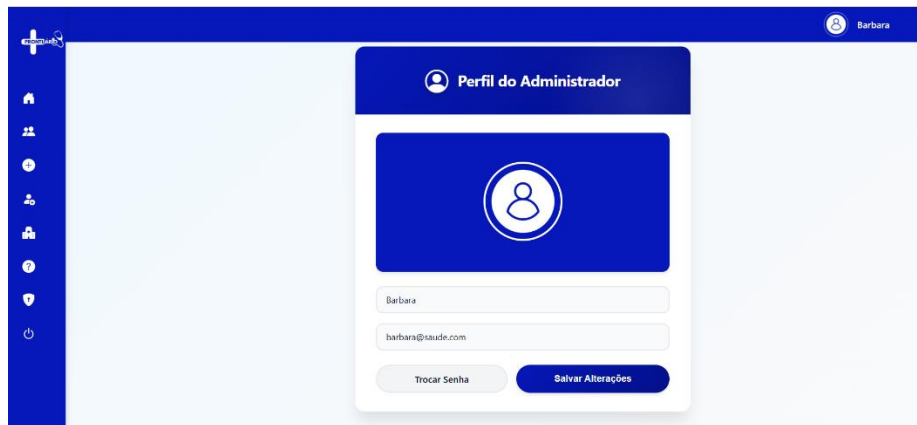 Barbara
Perfil do Administrador
Barbara
barbara@saude.com
Trocar Senha
Salvar Alterações